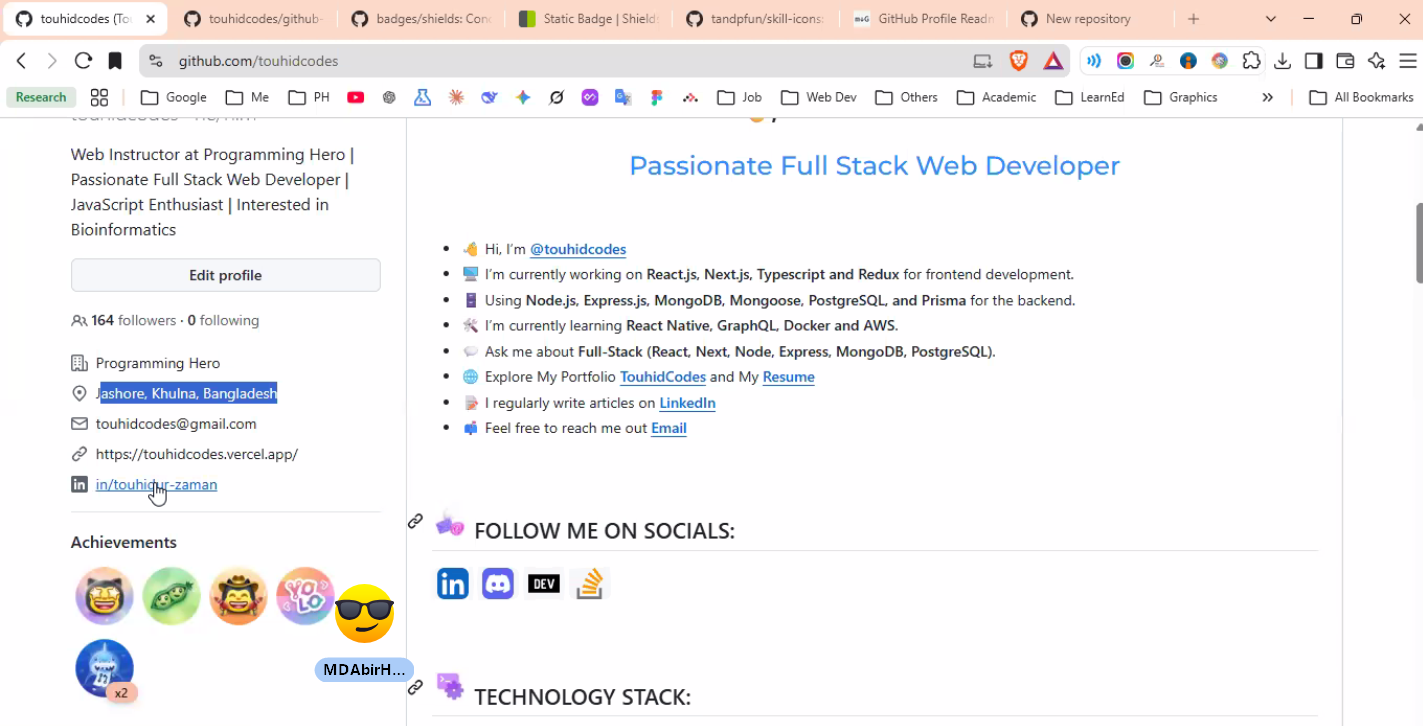 touhidcodes (To
touhidcodes/github-
badges/shields: Con
Static Badge | Shield
tandpfun/skill-icons:
m&G
GitHub Profile Readm
New repository
github.com/touhidcodes
Research
Google
Me
PH
Job
Web Dev
Others
Academic
LearnEd
Graphics
»
All Bookmarks
touhidcodes · he/him
Web Instructor at Programming Hero |
Passionate Full Stack Web Developer |
JavaScript Enthusiast | Interested in
Bioinformatics
Edit profile
164 followers · 0 following
Programming Hero
Jashore, Khulna, Bangladesh
touhidcodes@gmail.com
https://touhidcodes.vercel.app/
in/touhidur-zaman
Achievements
YOLO
x2
MDAbirH...
Passionate Full Stack Web Developer
Hi, I'm @touhidcodes
I'm currently working on React.js, Next.js, Typescript and Redux for frontend development.
Using Node.js, Express.js, MongoDB, Mongoose, PostgreSQL, and Prisma for the backend.
I'm currently learning React Native, GraphQL, Docker and AWS.
Ask me about Full-Stack (React, Next, Node, Express, MongoDB, PostgreSQL).
Explore My Portfolio TouhidCodes and My Resume
I regularly write articles on LinkedIn
Feel free to reach me out Email
FOLLOW ME ON SOCIALS:
in
DEV
TECHNOLOGY STACK: